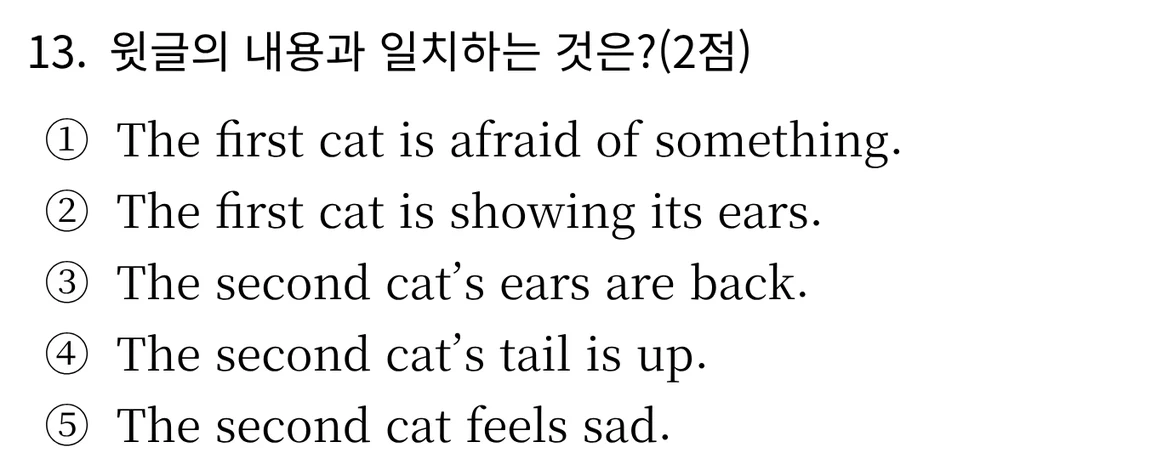 13. 윗글의 내용과 일치하는 것은?(2점)
① The first cat is afraid of something.
② The first cat is showing its ears.
③ The second cat’s ears are back.
④ The second cat’s tail is up.
⑤ The second cat feels sad.